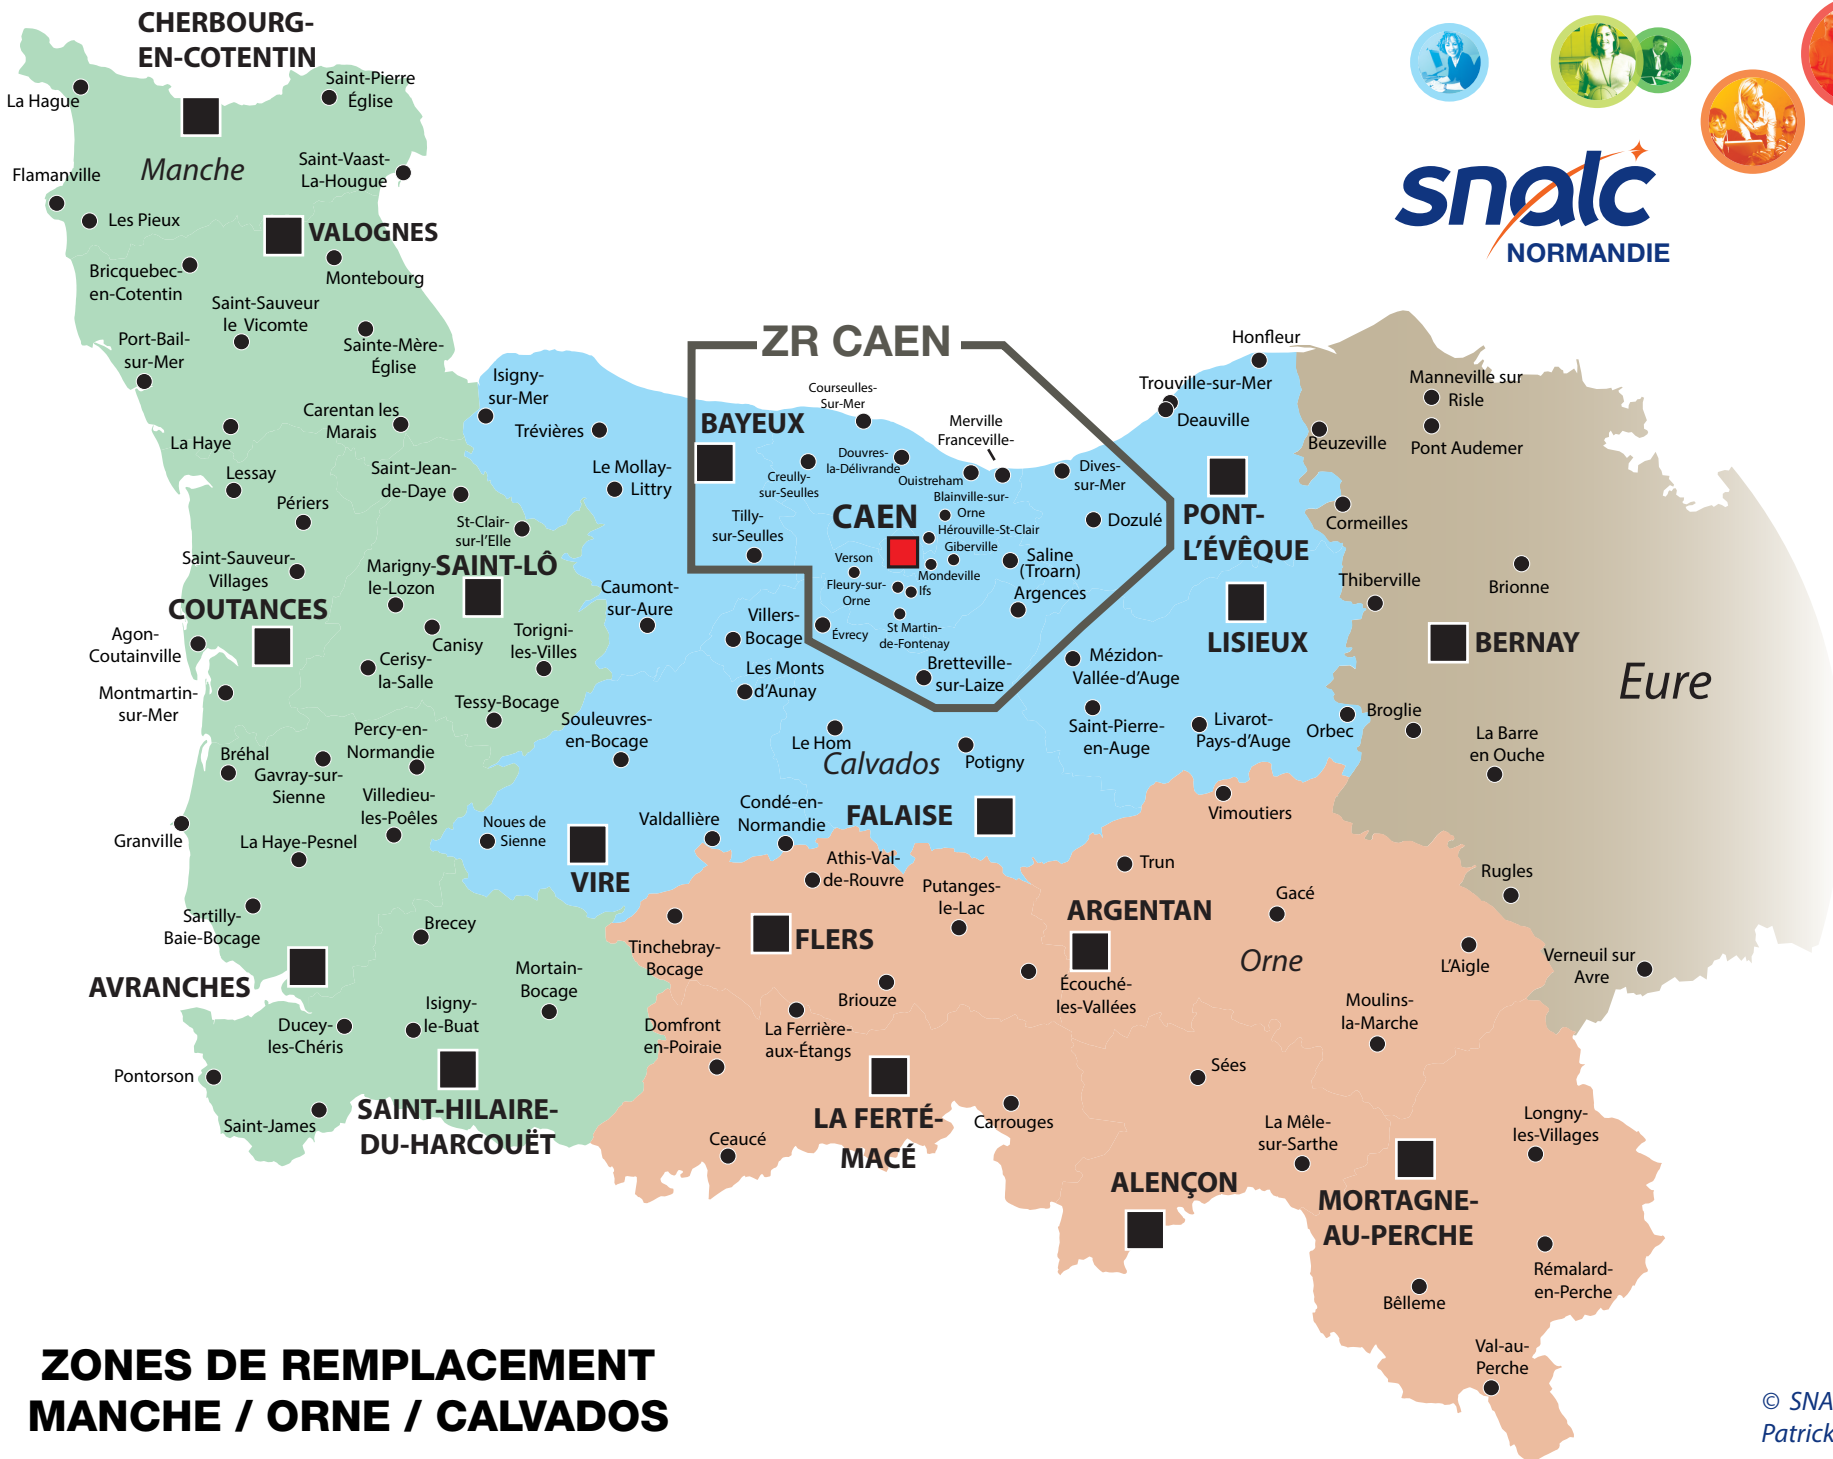 CHERBOURG-
EN-COTENTIN
Saint-Pierre
Église
La Hague
Manche
Saint-Vaast-
La-Hougue
Flamanville
Les Pieux
VALOGNES
Bricquebec-
en-Cotentin
Montebourg
Saint-Sauveur
le Vicomte
Port-Bail-
sur-Mer
Sainte-Mère-
Église
Carentan les
Marais
La Haye
Lessay
Périers
Saint-Jean-
de-Daye
St-Clair-
sur-l'Elle
Saint-Sauveur-
Villages
Marigny-
le-Lozon
SAINT-LÔ
COUTANCES
Agon-
Coutainville
Canisy
Torigni-
les-Villes
Cerisy-
la-Salle
Montmartin-
sur-Mer
Tessy-Bocage
Percy-en-
Normandie
Bréhal
Gavray-sur-
Sienne
Villedieu-
les-Poêles
Granville
La Haye-Pesnel
Sartilly-
Baie-Bocage
Brecey
AVRANCHES
Mortain-
Bocage
Isigny-
le-Buat
Ducey-
les-Chéris
Pontorson
Saint-James
SAINT-HILAIRE-
DU-HARCOUËT
snalc
NORMANDIE
ZR CAEN
Isigny-
sur-Mer
Trévières
Le Mollay-
Littry
BAYEUX
Courseulles-
Sur-Mer
Merville
Franceville-
Douvres-
la-Délivrande
Creully-
sur-Seulles
Ouistreham
Dives-
sur-Mer
Blainville-sur-
Orne
CAEN
Tilly-
sur-Seulles
Hérouville-St-Clair
Dozulé
Giberville
Verson
Saline
(Troarn)
Mondeville
Fleury-sur-
Orne
Ifs
Argences
Caumont-
sur-Aure
Villers-
Bocage
Évrecy
St Martin-
de-Fontenay
Les Monts
d'Aunay
Bretteville-
sur-Laize
Mézidon-
Vallée-d'Auge
Souleuvres-
en-Bocage
Le Hom
Calvados
Potigny
Saint-Pierre-
en-Auge
Livarot-
Pays-d'Auge
Orbec
Honfleur
Trouville-sur-Mer
Deauville
PONT-
L'ÉVÊQUE
LISIEUX
Noues de
Sienne
VIRE
Valdallière
Condé-en-
Normandie
FALAISE
Manneville sur
Risle
Beuzeville
Pont Audemer
Cormeilles
Thiberville
Brionne
BERNAY
Eure
Broglie
La Barre
en Ouche
Rugles
Verneuil sur
Avre
Vimoutiers
Athis-Val-
de-Rouvre
Trun
Putanges-
le-Lac
Gacé
ARGENTAN
FLERS
Tinchebray-
Bocage
Orne
L'Aigle
Écouché-
les-Vallées
Briouze
Moulins-
la-Marche
Domfront
en-Poiraie
La Ferrière-
aux-Étangs
Sées
LA FERTÉ-
MACÉ
Carrouges
La Mêle-
sur-Sarthe
Longny-
les-Villages
Ceaucé
ALENÇON
MORTAGNE-
AU-PERCHE
Rémalard-
en-Perche
Bêlleme
Val-au-
Perche
ZONES DE REMPLACEMENT
MANCHE / ORNE / CALVADOS
© SNA
Patrick